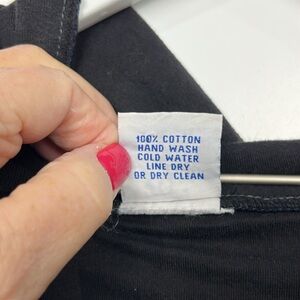 100% COTTON
HAND WASH
COLD WATER
LINE DRY
OR DRY CLEAN